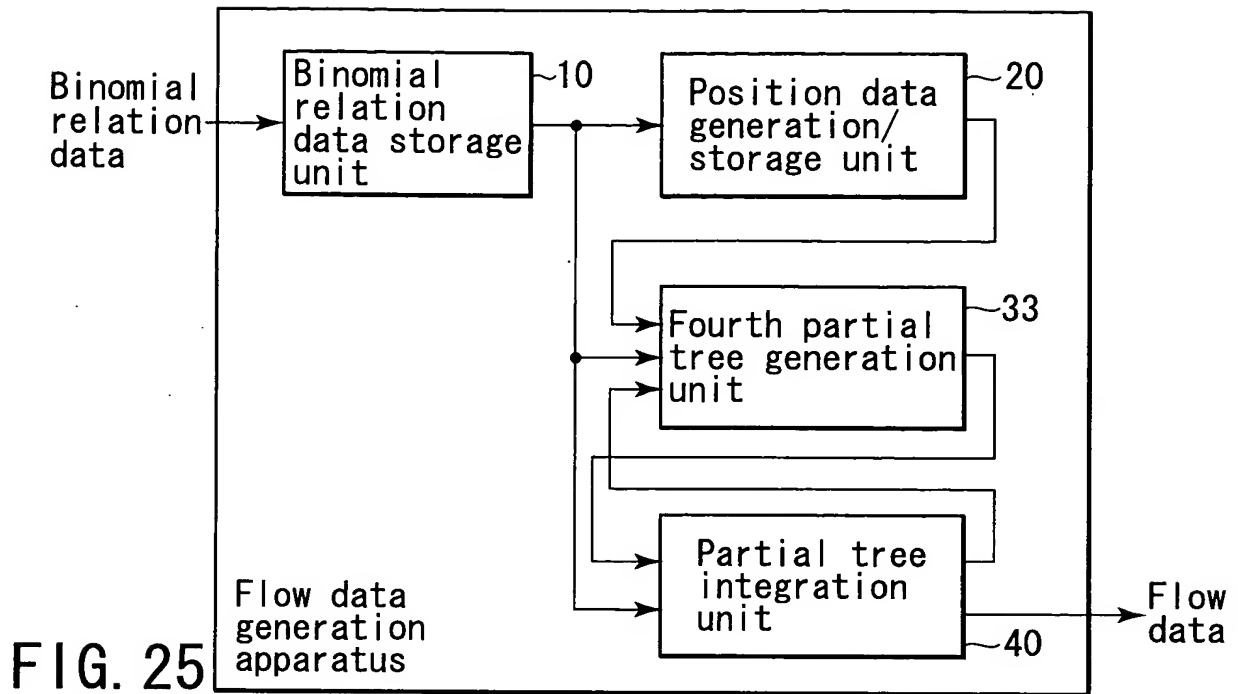 Binomial
relation
data
Binomial
relation
data storage
unit
10
Position data
generation/
storage unit
20
Fourth partial
tree generation
unit
33
Partial tree
integration
unit
40
Flow
data
Flow data
generation
apparatus
FIG. 25